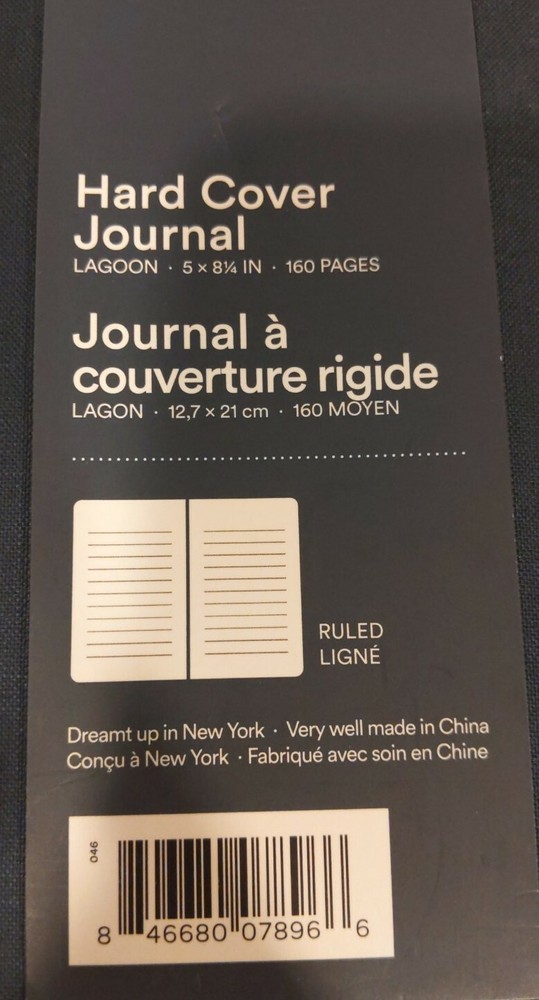 Hard Cover
Journal
LAGOON · 5 × 8¼ IN · 160 PAGES
Journal à
couverture rigide
LAGON · 12,7 × 21 cm · 160 MOYEN
RULED
LIGNÉ
Dreamt up in New York · Very well made in China
Conçu à New York · Fabriqué avec soin en Chine
046
8 46680 07896 6